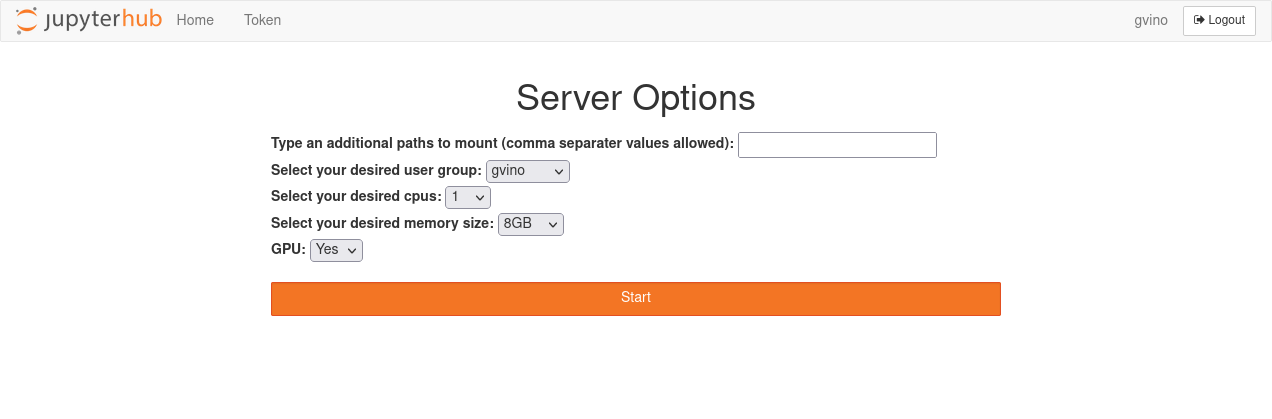 jupyterhub Home Token gvino Logout
Server Options
Type an additional paths to mount (comma separater values allowed):
Select your desired user group: gvino
Select your desired cpus: 1
Select your desired memory size: 8GB
GPU: Yes
Start